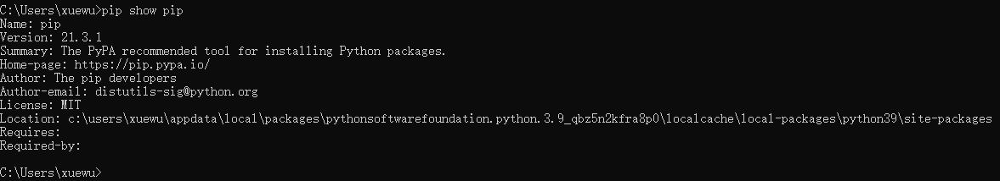 C:\Users\xuewu>pip show pip
Name: pip
Version: 21.3.1
Summary: The PyPA recommended tool for installing Python packages.
Home-page: https://pip.pypa.io/
Author: The pip developers
Author-email: distutils-sig@python.org
License: MIT
Location: c:\users\xuewu\appdata\local\packages\pythonsoftwarefoundation.python.3.9_qbz5n2kfra8p0\localcache\local-packages\python39\site-packages
Requires:
Required-by:
C:\Users\xuewu>